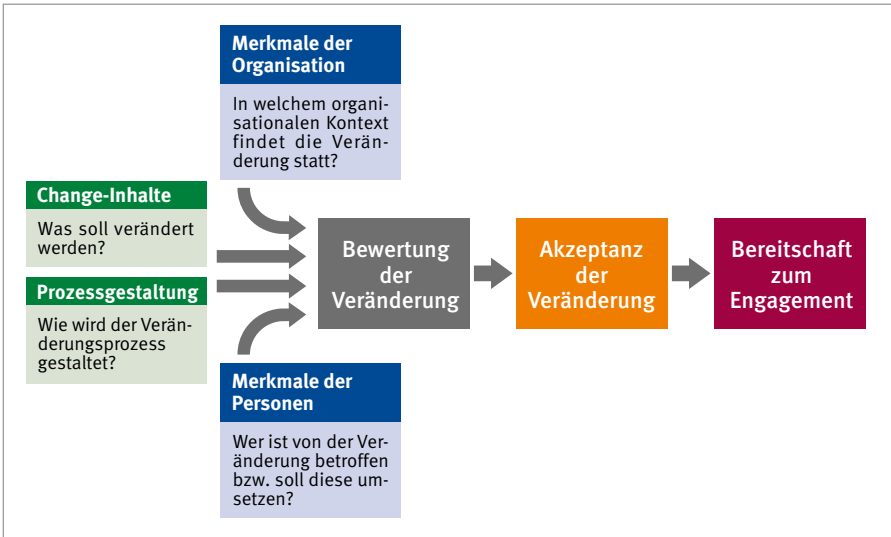 Merkmale der
Organisation
In welchem organi-
sationalen Kontext
findet die Verän-
derung statt?
Change-Inhalte
Was soll verändert
werden?
Prozessgestaltung
Wie wird der Verän-
derungsprozess
gestaltet?
Merkmale der
Personen
Wer ist von der Ver-
änderung betroffen
bzw. soll diese um-
setzen?
Bewertung
der
Veränderung
Akzeptanz
der
Veränderung
Bereitschaft
zum
Engagement